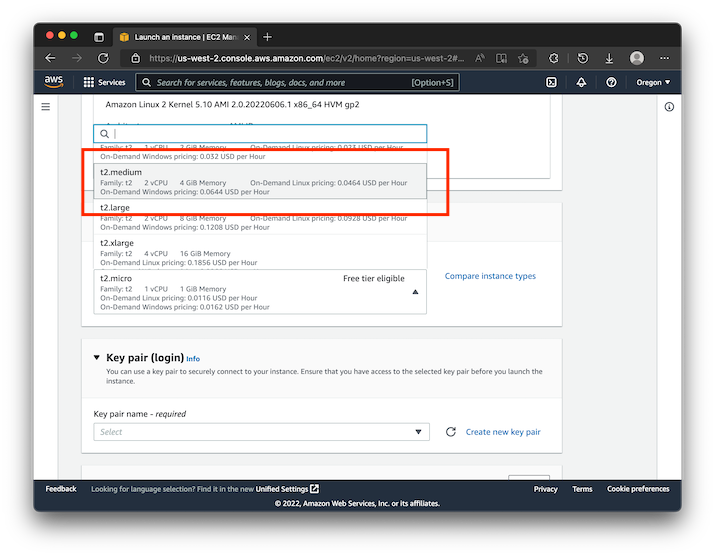 Launch an instance | EC2 Man
https://us-west-2.console.aws.amazon.com/ec2/v2/home?region=us-west-2#...
aws
Services
Search for services, features, blogs, docs, and more
[Option+S]
Oregon
Amazon Linux 2 Kernel 5.10 AMI 2.0.20220606.1 x86_64 HVM gp2
Family: t2 1 vCPU 2 GiB Memory On-Demand Linux pricing: 0.023 USD per Hour
On-Demand Windows pricing: 0.032 USD per Hour
t2.medium
Family: t2 2 vCPU 4 GiB Memory On-Demand Linux pricing: 0.0464 USD per Hour
On-Demand Windows pricing: 0.0644 USD per Hour
t2.large
Family: t2 2 vCPU 8 GiB Memory On-Demand Linux pricing: 0.0928 USD per Hour
On-Demand Windows pricing: 0.1208 USD per Hour
t2.xlarge
Family: t2 4 vCPU 16 GiB Memory
On-Demand Linux pricing: 0.1856 USD per Hour
t2.micro Free tier eligible
Family: t2 1 vCPU 1 GiB Memory
On-Demand Linux pricing: 0.0116 USD per Hour
On-Demand Windows pricing: 0.0162 USD per Hour
Compare instance types
Key pair (login) Info
You can use a key pair to securely connect to your instance. Ensure that you have access to the selected key pair before you launch the
instance.
Key pair name - required
Select
Create new key pair
Feedback
Looking for language selection? Find it in the new Unified Settings
Privacy
Terms
Cookie preferences
© 2022, Amazon Web Services, Inc. or its affiliates.